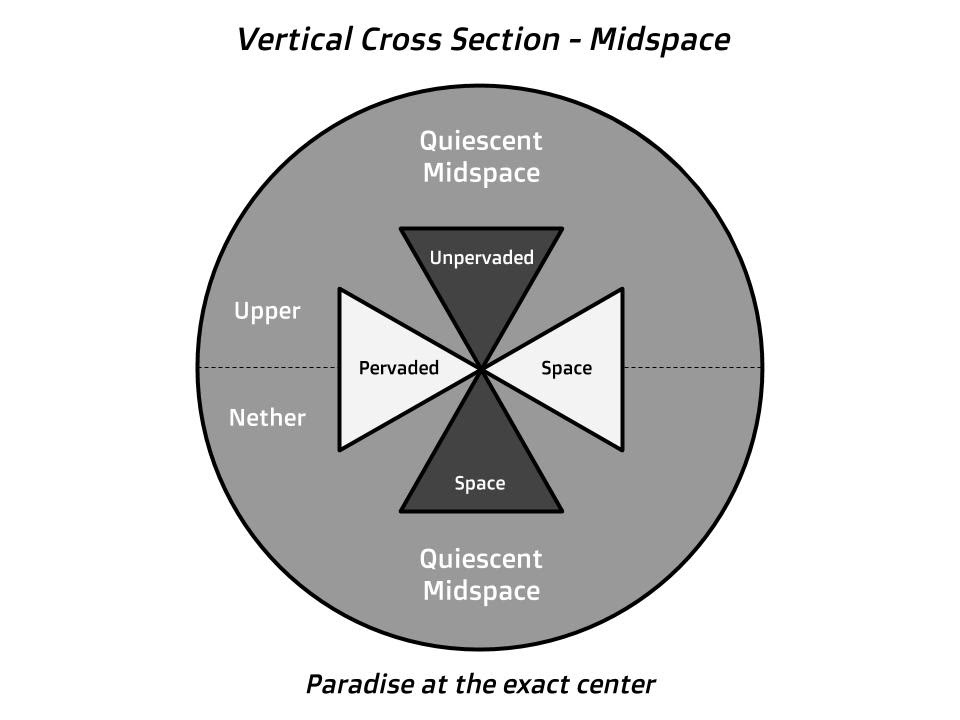 Vertical Cross Section - Midspace
Quiescent
Midspace
Unpervaded
Upper
Pervaded
Space
Nether
Space
Quiescent
Midspace
Paradise at the exact center